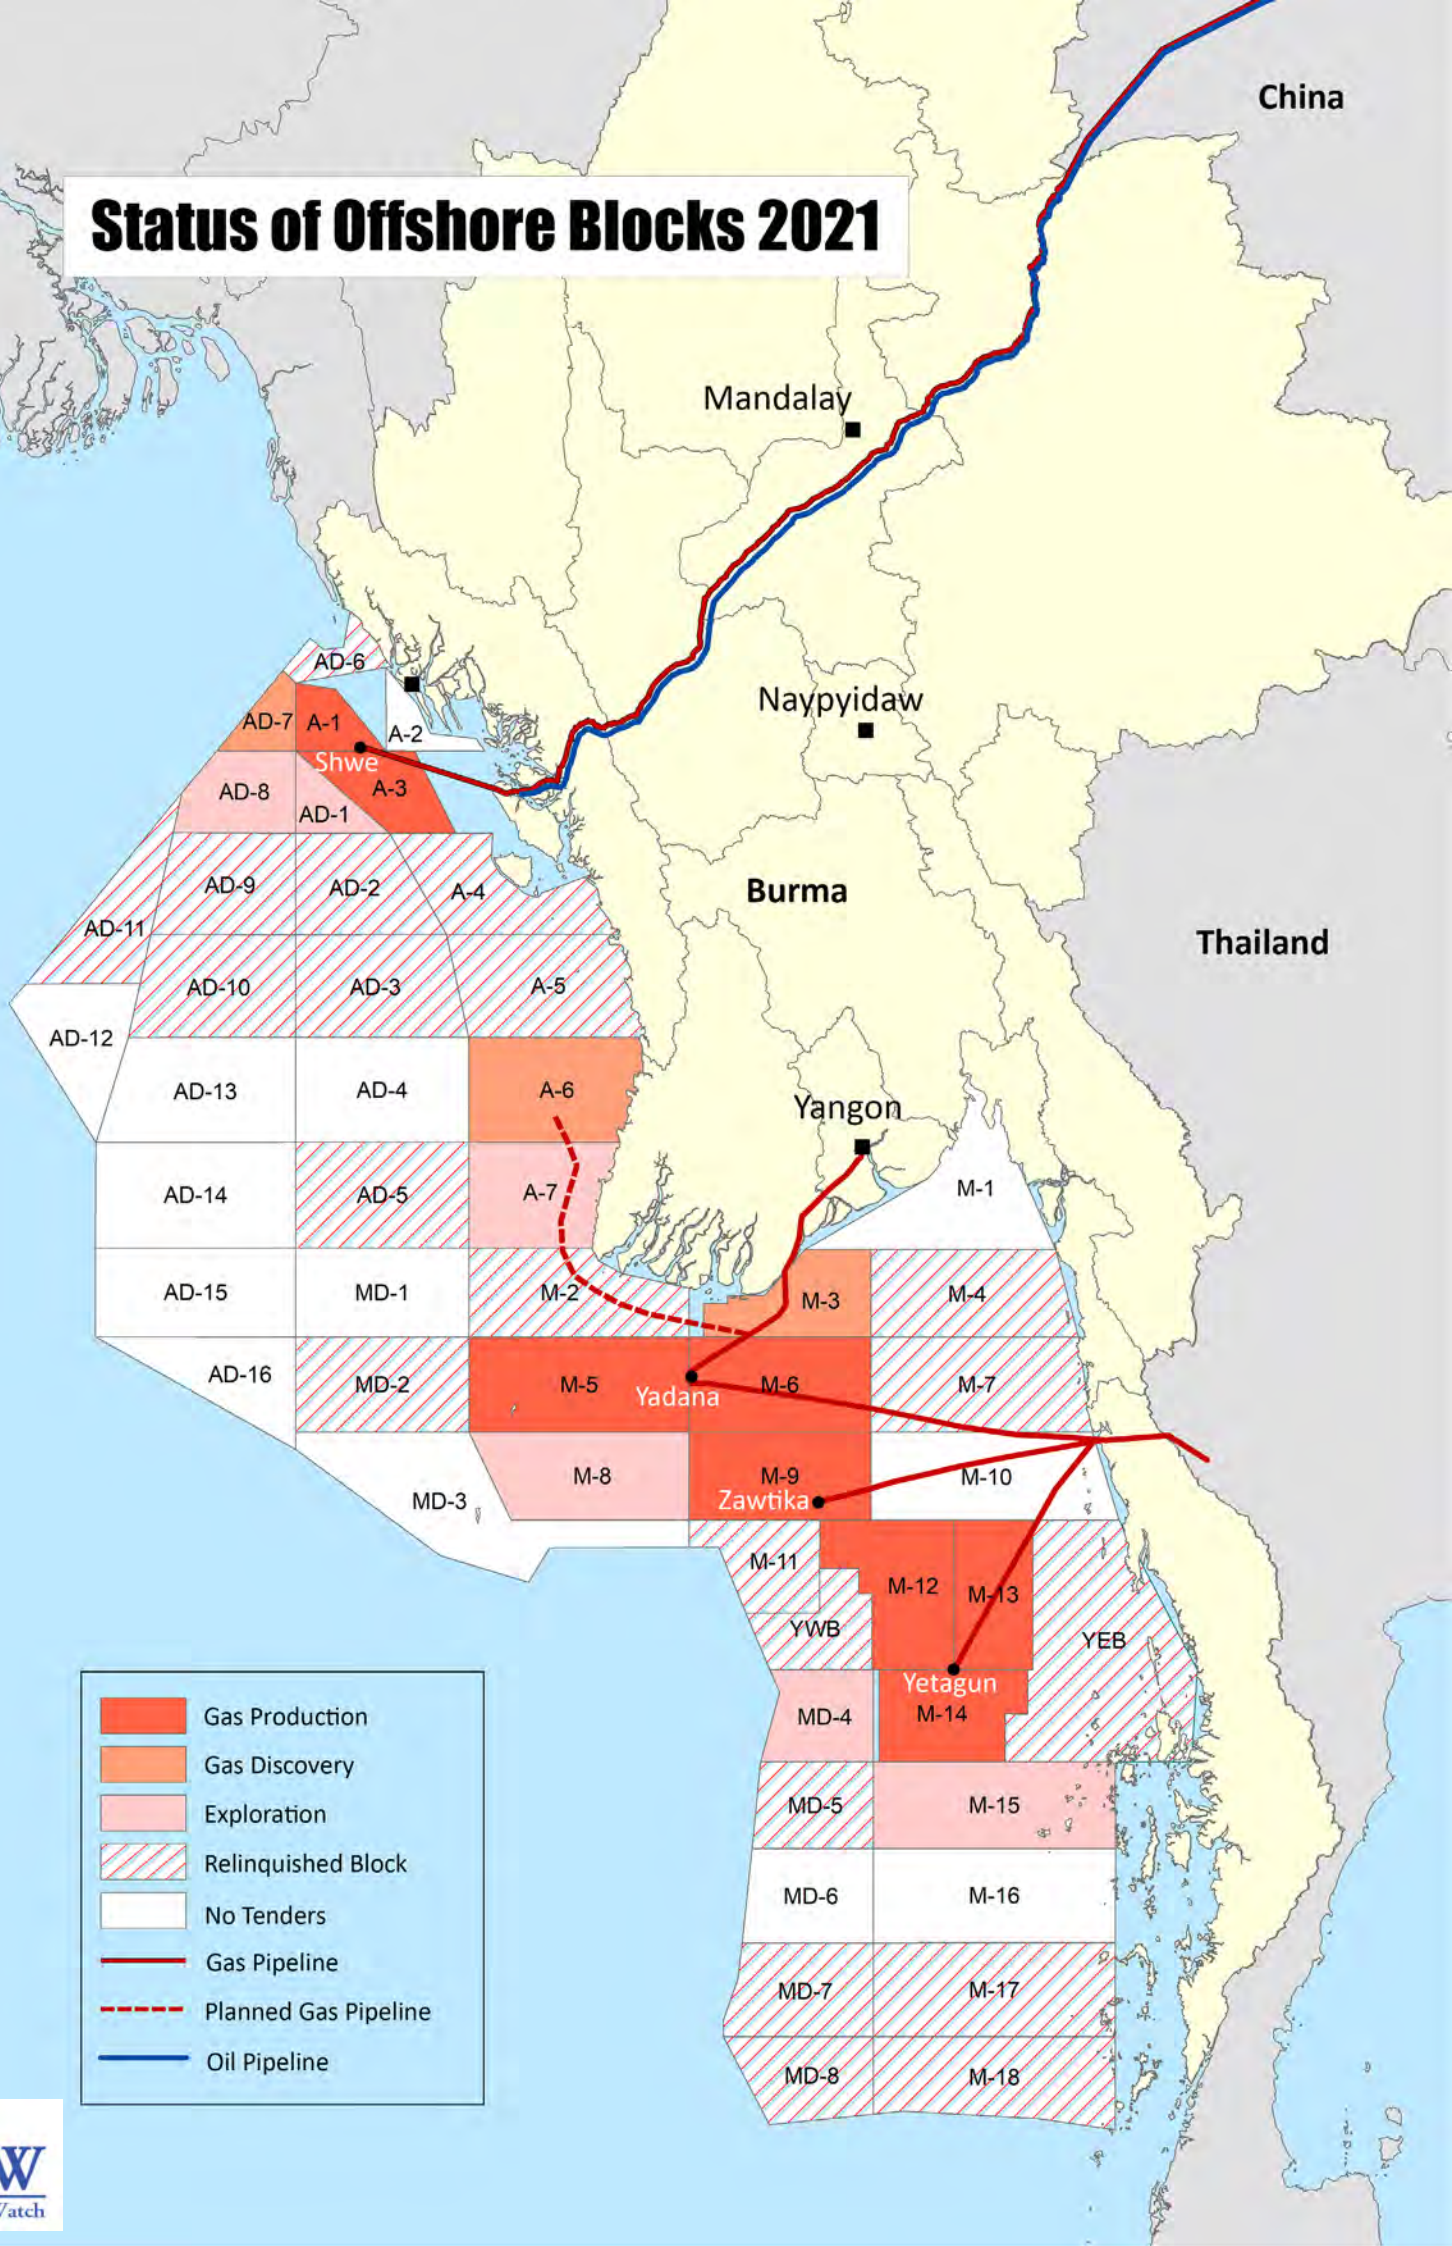 China
Status of Offshore Blocks 2021
Mandalay
AD-6
Naypyidaw
AD-7
A-1
A-2
Shwe
AD-8
A-3
AD-1
Burma
AD-9
AD-2
A-4
AD-11
Thailand
AD-10
AD-3
A-5
AD-12
AD-13
AD-4
A-6
Yangon
AD-14
AD-5
A-7
M-1
AD-15
MD-1
M-2
M-3
M-4
AD-16
MD-2
M-5
Yadana
M-6
M-7
MD-3
M-8
M-9
Zawtika
M-10
M-11
M-12
M-13
YWB
YEB
Yetagun
MD-4
M-14
MD-5
M-15
MD-6
M-16
MD-7
M-17
MD-8
M-18
Gas Production
Gas Discovery
Exploration
Relinquished Block
No Tenders
Gas Pipeline
Planned Gas Pipeline
Oil Pipeline
W